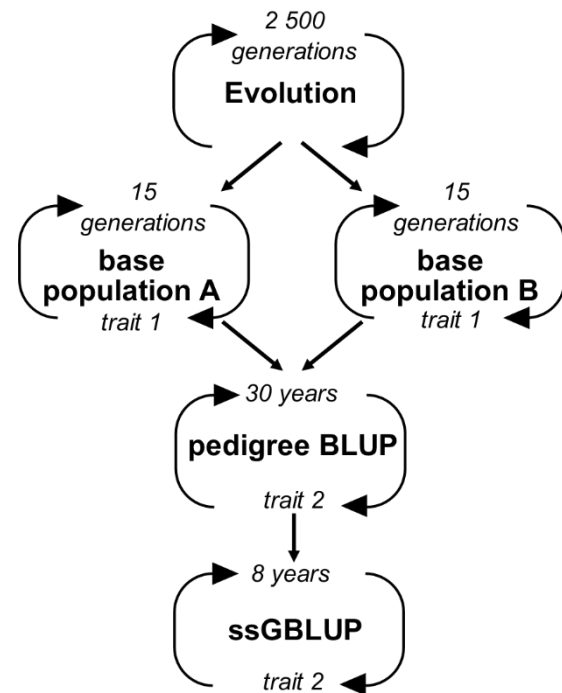 2 500
generations
Evolution
15
generations
base
population A
trait 1
15
generations
base
population B
trait 1
30 years
pedigree BLUP
trait 2
8 years
ssGBLUP
trait 2